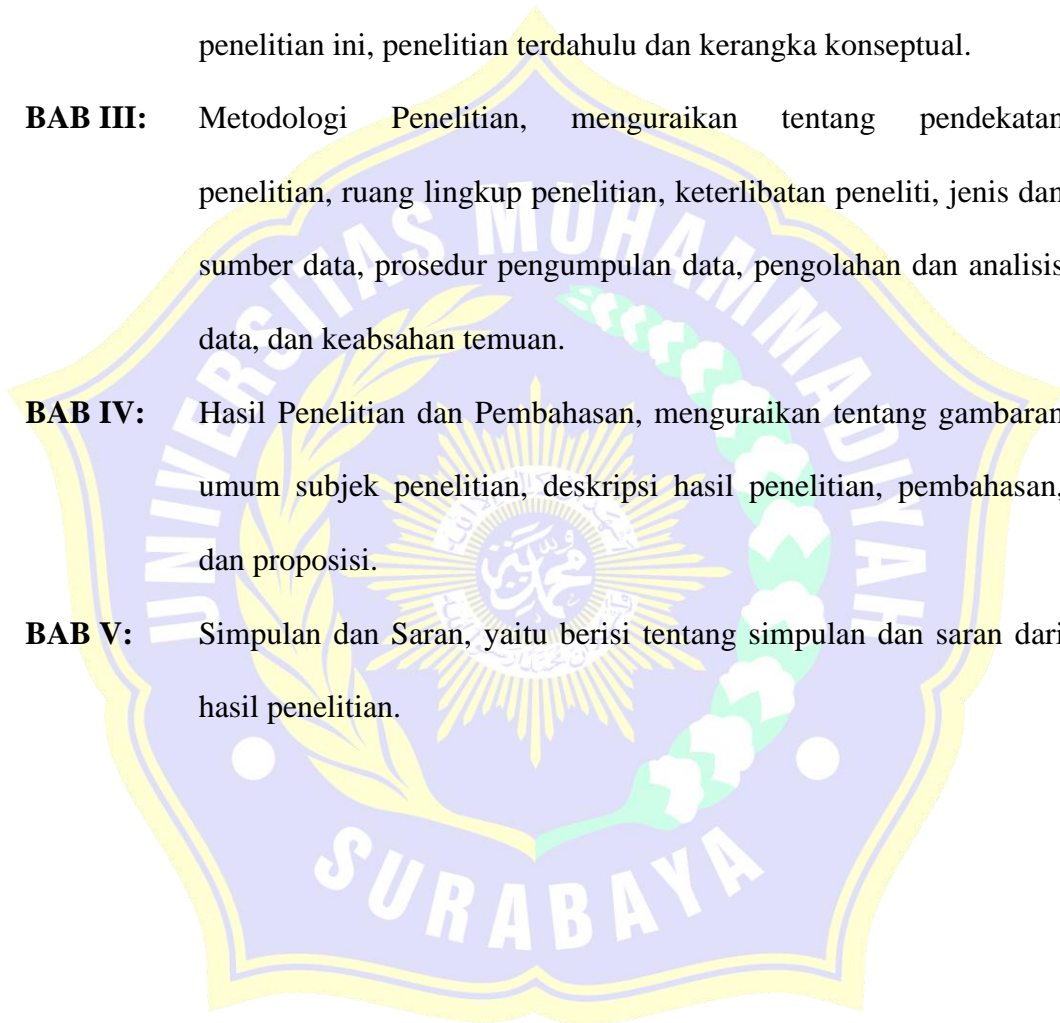 penelitian ini, penelitian terdahulu dan kerangka konseptual.
BAB III: Metodologi Penelitian, menguraikan tentang pendekatan
penelitian, ruang lingkup penelitian, keterlibatan peneliti, jenis dan
sumber data, prosedur pengumpulan data, pengolahan dan analisis
data, dan keabsahan temuan.
BAB IV: Hasil Penelitian dan Pembahasan, menguraikan tentang gambaran
umum subjek penelitian, deskripsi hasil penelitian, pembahasan,
dan proposisi.
BAB V: Simpulan dan Saran, yaitu berisi tentang simpulan dan saran dari
hasil penelitian.
UNIVERSITAS MUHAMMADIYAH
SURABAYA